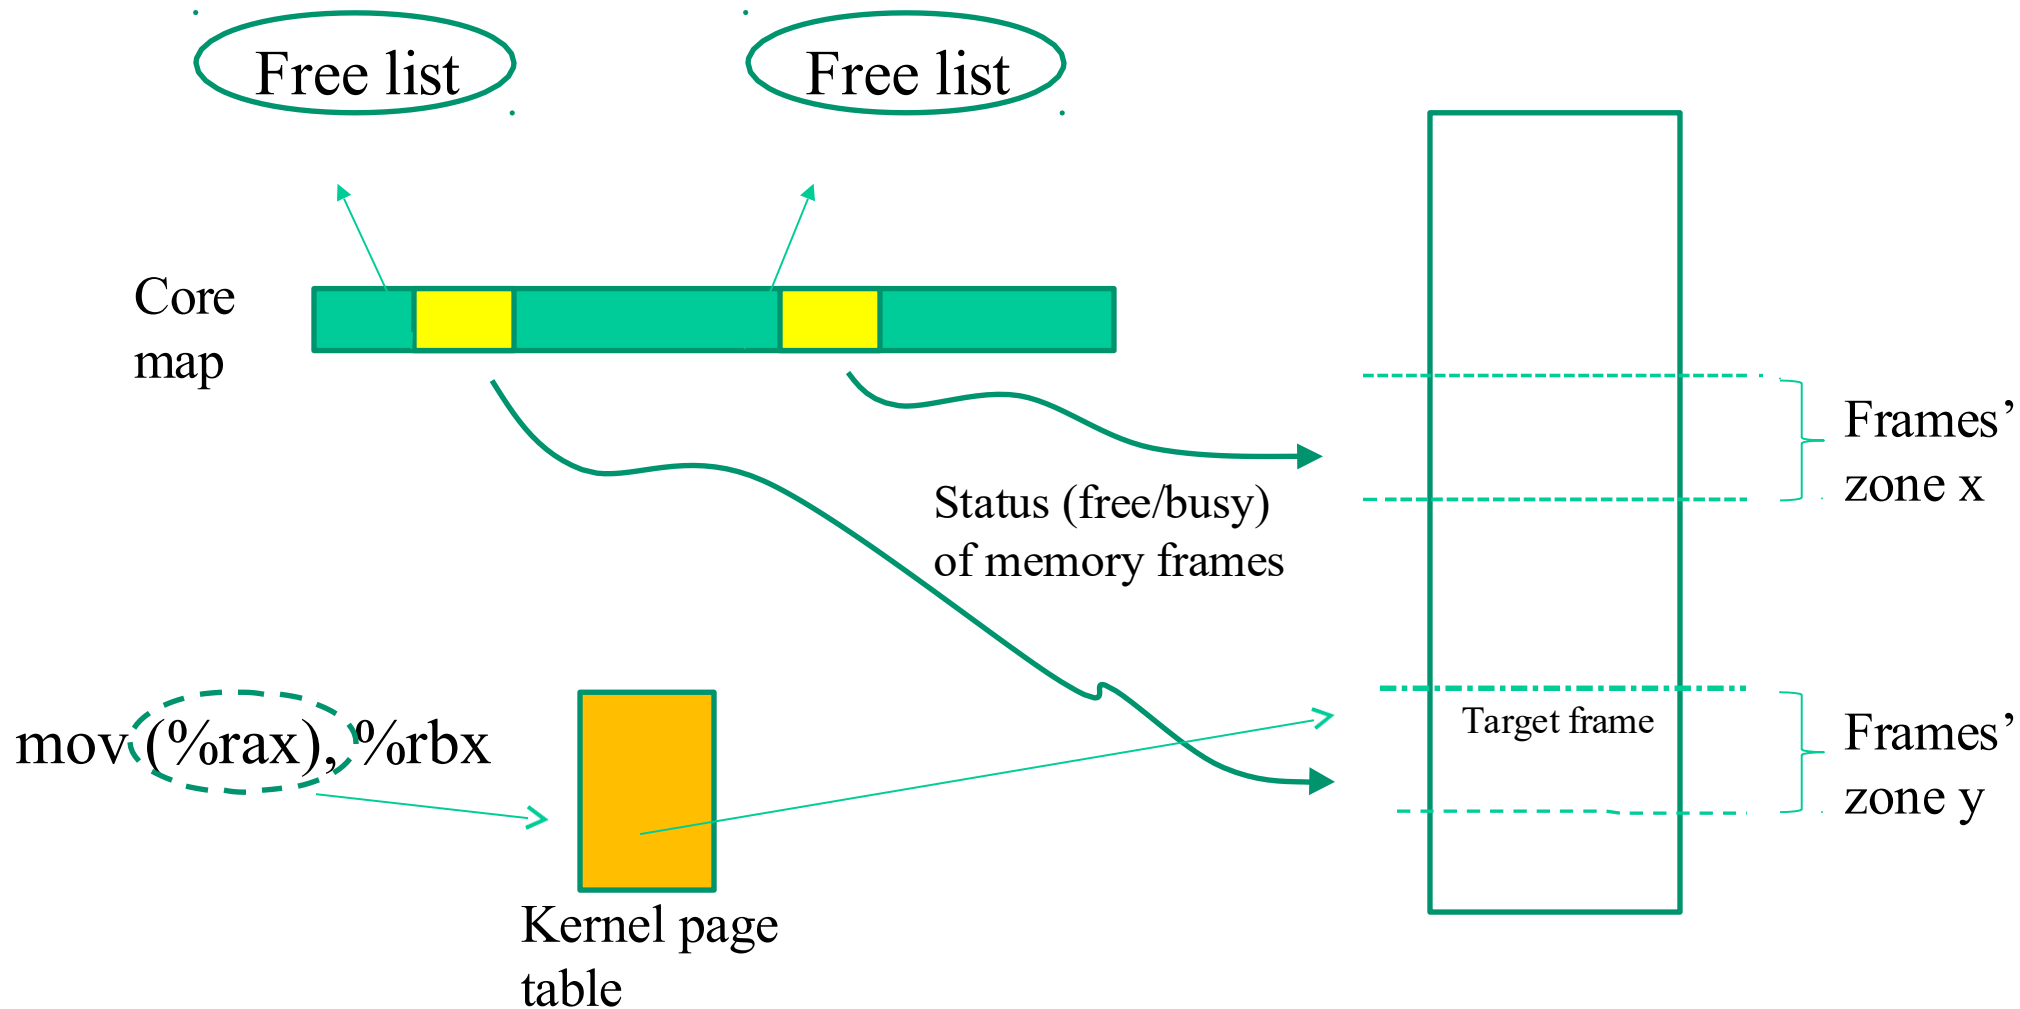 Free list
Free list
Core
map
Frames’
zone x
Status (free/busy)
of memory frames
mov (%rax), %rbx
Target frame
Frames’
zone y
Kernel page
table